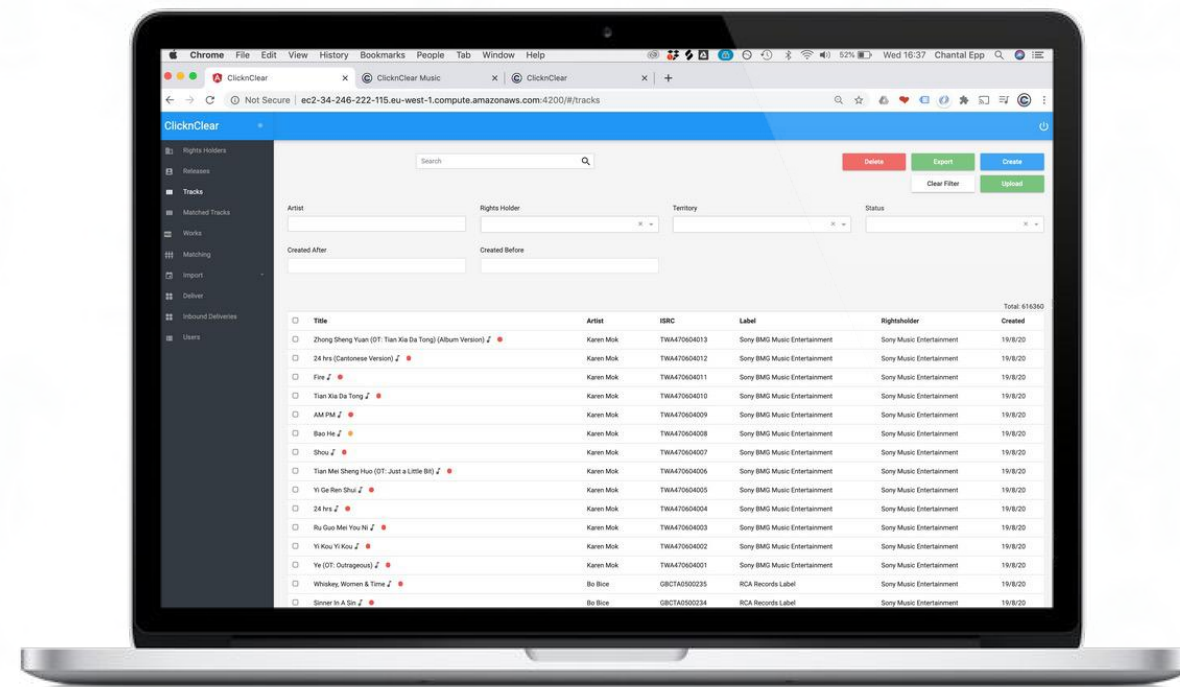 Chrome File Edit View History Bookmarks People Tab Window Help 52% Wed 16:37 Chantal Epp
ClicknClear ClicknClear Music ClicknClear
Not Secure ec2-34-246-222-115.eu-west-1.compute.amazonaws.com:4200/#/tracks
ClicknClear
Rights Holders
Releases
Tracks
Matched Tracks
Works
Matching
Import
Deliver
Inbound Deliveries
Users
Search Delete Export Create
Clear Filter Upload
Artist Rights Holder Territory Status
Created After Created Before
Total: 616360
Title Artist ISRC Label Rightsholder Created
Zhong Sheng Yuan (OT: Tian Xia Da Tong) (Album Version) Karen Mok TWA470604013 Sony BMG Music Entertainment Sony Music Entertainment 19/8/20
24 hrs (Cantonese Version) Karen Mok TWA470604012 Sony BMG Music Entertainment Sony Music Entertainment 19/8/20
Fire Karen Mok TWA470604011 Sony BMG Music Entertainment Sony Music Entertainment 19/8/20
Tian Xia Da Tong Karen Mok TWA470604010 Sony BMG Music Entertainment Sony Music Entertainment 19/8/20
AM PM Karen Mok TWA470604009 Sony BMG Music Entertainment Sony Music Entertainment 19/8/20
Bao He Karen Mok TWA470604008 Sony BMG Music Entertainment Sony Music Entertainment 19/8/20
Shou Karen Mok TWA470604007 Sony BMG Music Entertainment Sony Music Entertainment 19/8/20
Tian Mei Sheng Huo (OT: Just a Little Bit) Karen Mok TWA470604006 Sony BMG Music Entertainment Sony Music Entertainment 19/8/20
Yi Ge Ren Shui Karen Mok TWA470604005 Sony BMG Music Entertainment Sony Music Entertainment 19/8/20
24 hrs Karen Mok TWA470604004 Sony BMG Music Entertainment Sony Music Entertainment 19/8/20
Ru Guo Mei You Ni Karen Mok TWA470604003 Sony BMG Music Entertainment Sony Music Entertainment 19/8/20
Yi Kou Yi Kou Karen Mok TWA470604002 Sony BMG Music Entertainment Sony Music Entertainment 19/8/20
Ye (OT: Outrageous) Karen Mok TWA470604001 Sony BMG Music Entertainment Sony Music Entertainment 19/8/20
Whiskey, Women & Time Bo Bice GBCTA0500235 RCA Records Label Sony Music Entertainment 19/8/20
Sinner In A Sin Bo Bice GBCTA0500234 RCA Records Label Sony Music Entertainment 19/8/20